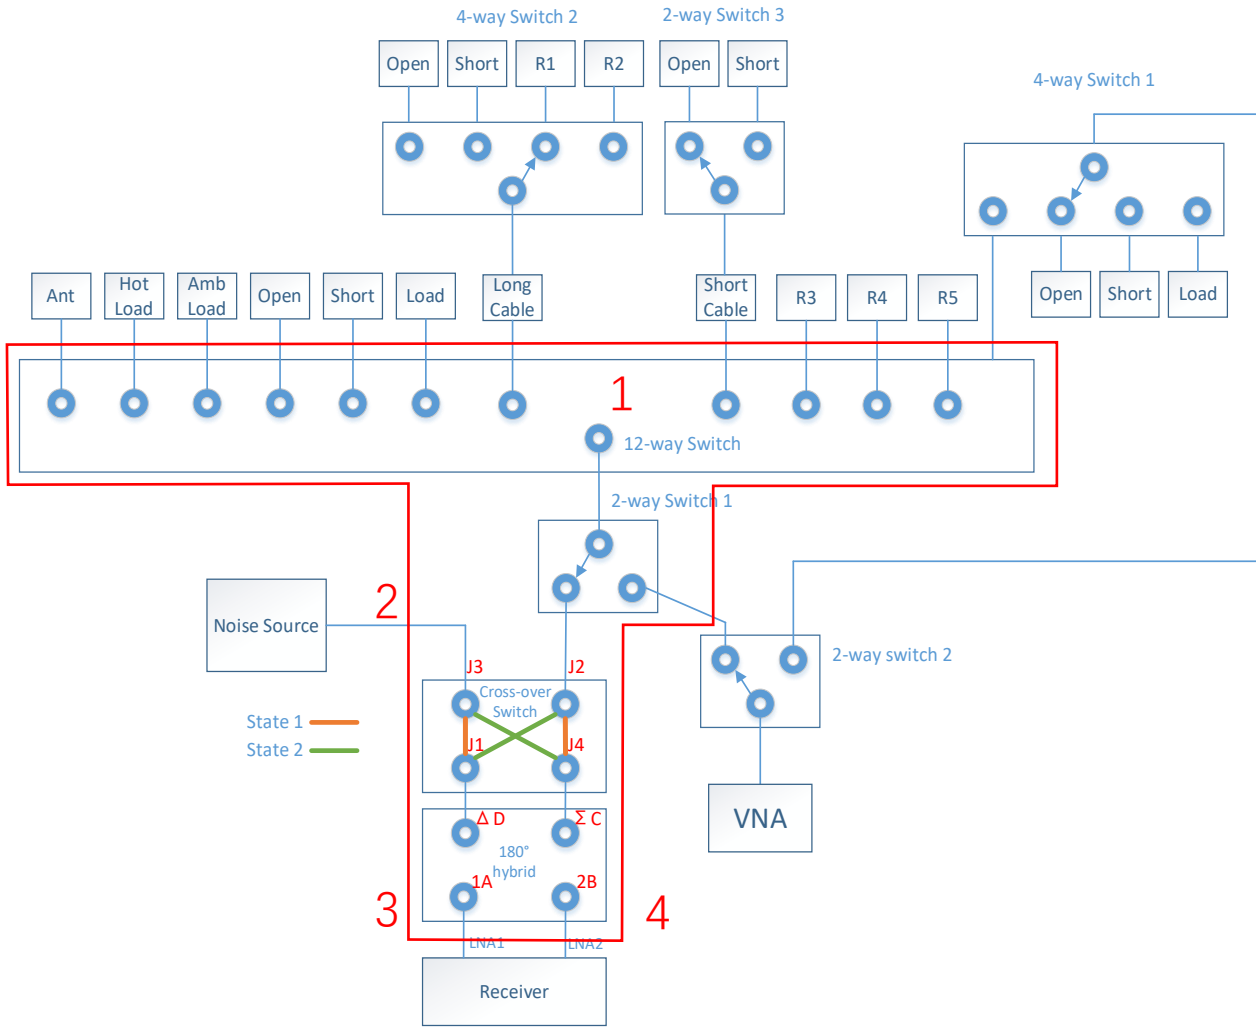 4-way Switch 2
2-way Switch 3
Open
Short
R1
R2
Open
Short
4-way Switch 1
Ant
Hot
Load
Amb
Load
Open
Short
Load
Long
Cable
Short
Cable
R3
R4
R5
Open
Short
Load
1
12-way Switch
2-way Switch 1
2
Noise Source
J3
J2
Cross-over
Switch
2-way switch 2
State 1
State 2
J1
J4
Δ D
Σ C
VNA
180°
hybrid
1A
2B
3
4
LNA1
LNA2
Receiver